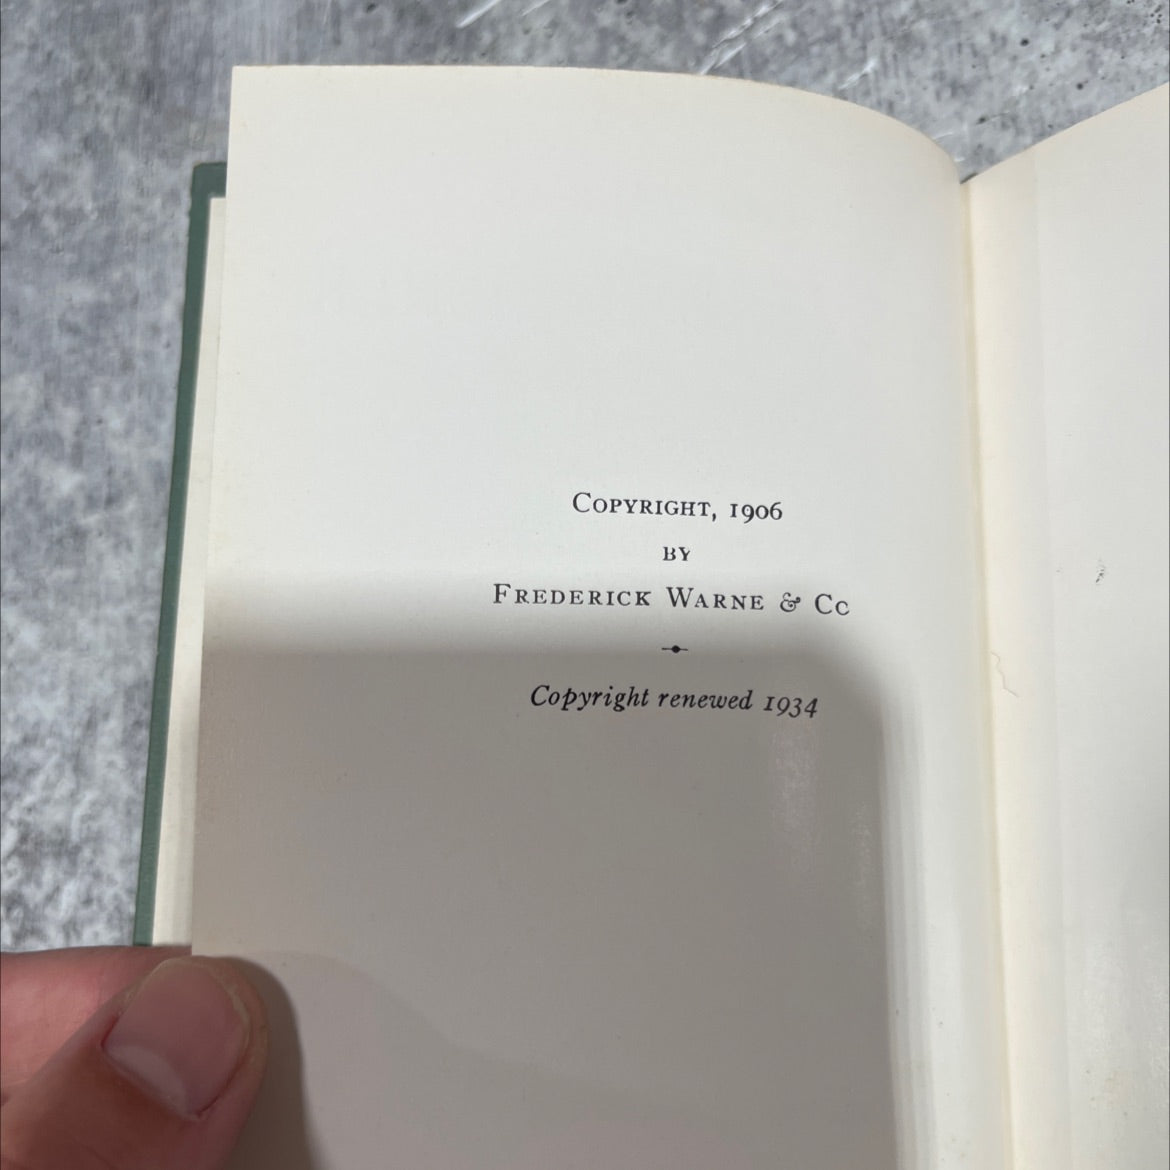 COPYRIGHT, 1906
BY
FREDERICK WARNE & Cc
Copyright renewed 1934